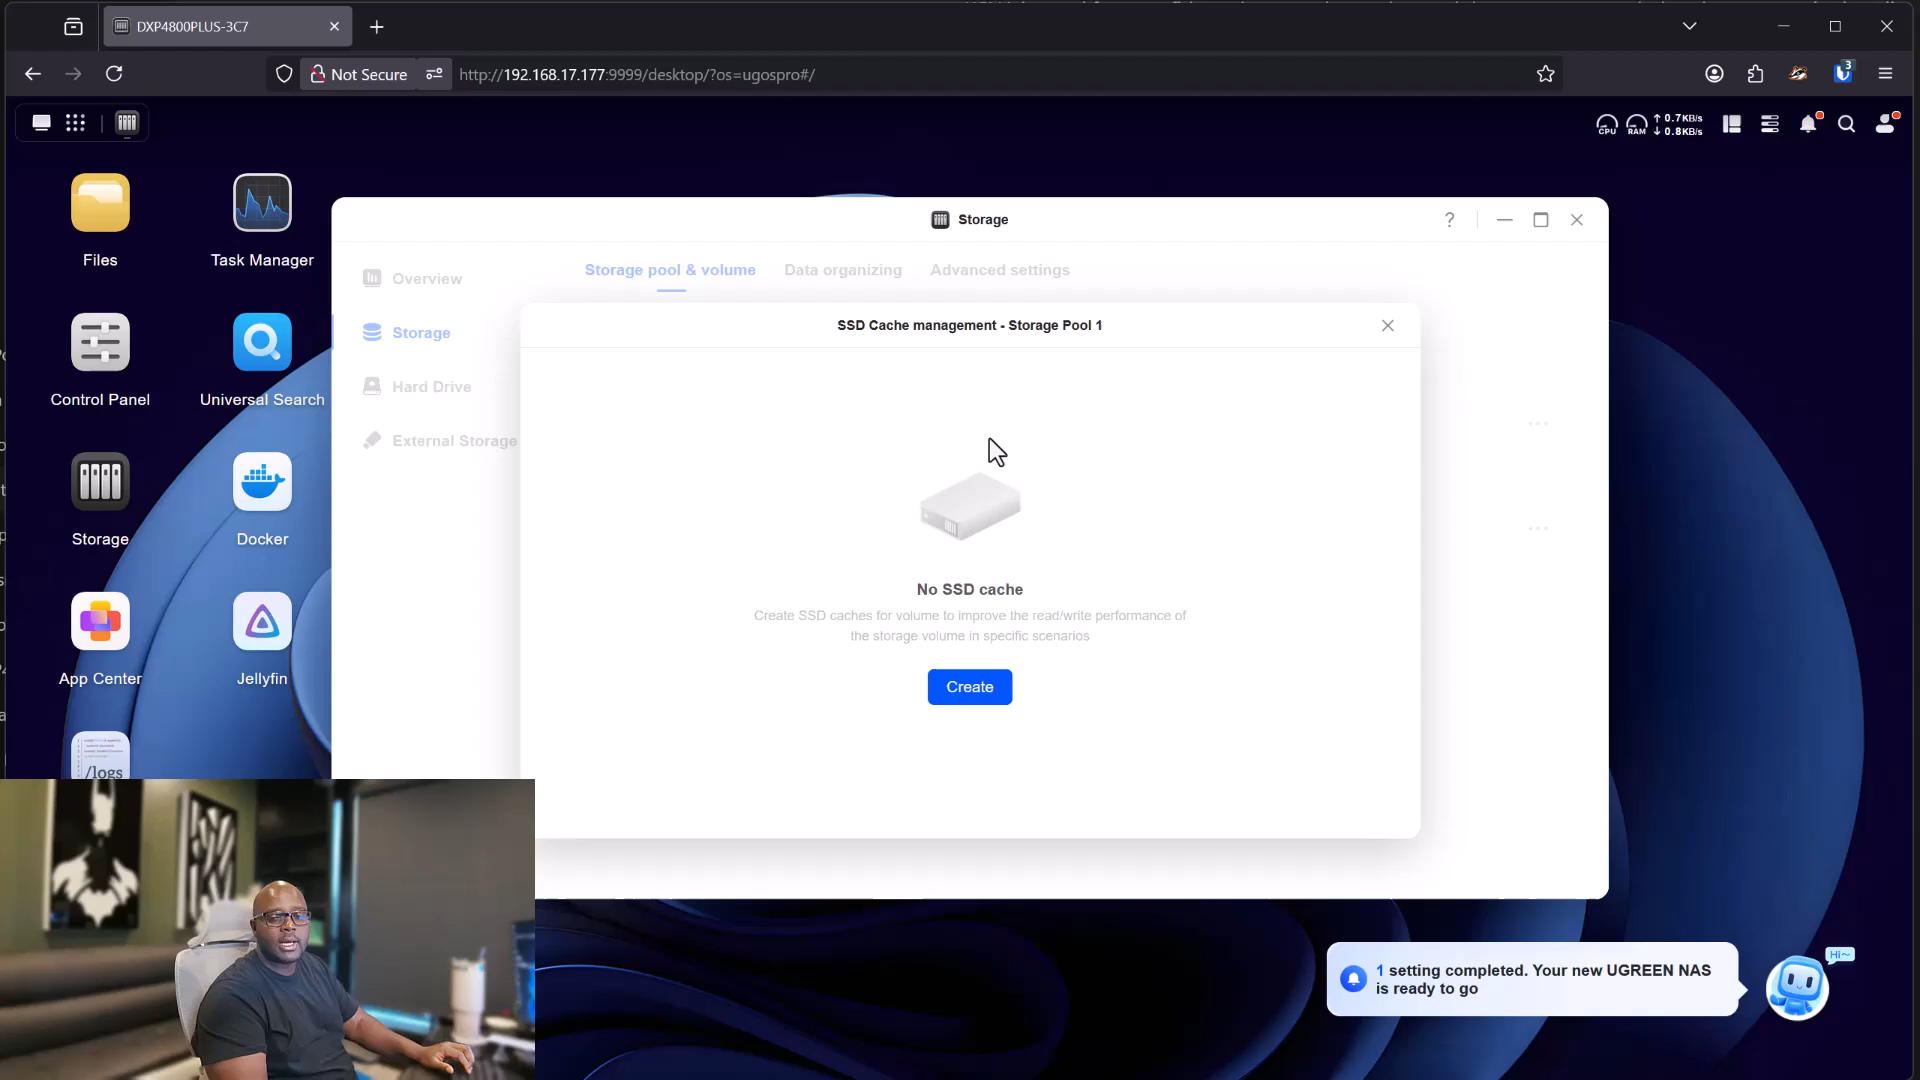 DXP4800PLUS-3C7
Not Secure
http://192.168.17.177:9999/desktop/?os=ugospro#/
3
CPU
RAM
↑ 0.7KB/s
↓ 0.8KB/s
Files
Task Manager
Control Panel
Universal Search
Storage
Docker
App Center
Jellyfin
/logs
Storage
?
Overview
Storage
Hard Drive
External Storage
Storage pool & volume
Data organizing
Advanced settings
SSD Cache management - Storage Pool 1
No SSD cache
Create SSD caches for volume to improve the read/write performance of
the storage volume in specific scenarios
Create
1 setting completed. Your new UGREEN NAS
is ready to go
Hi~